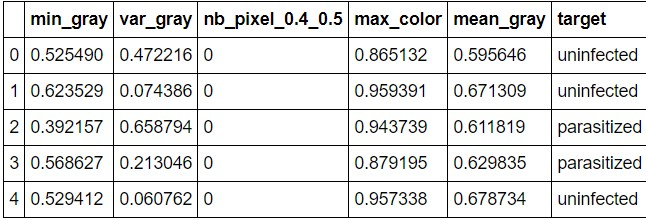 min_gray var_gray nb_pixel_0.4_0.5 max_color mean_gray target
0 0.525490 0.472216 0 0.865132 0.595646 uninfected
1 0.623529 0.074386 0 0.959391 0.671309 uninfected
2 0.392157 0.658794 0 0.943739 0.611819 parasitized
3 0.568627 0.213046 0 0.879195 0.629835 parasitized
4 0.529412 0.060762 0 0.957338 0.678734 uninfected